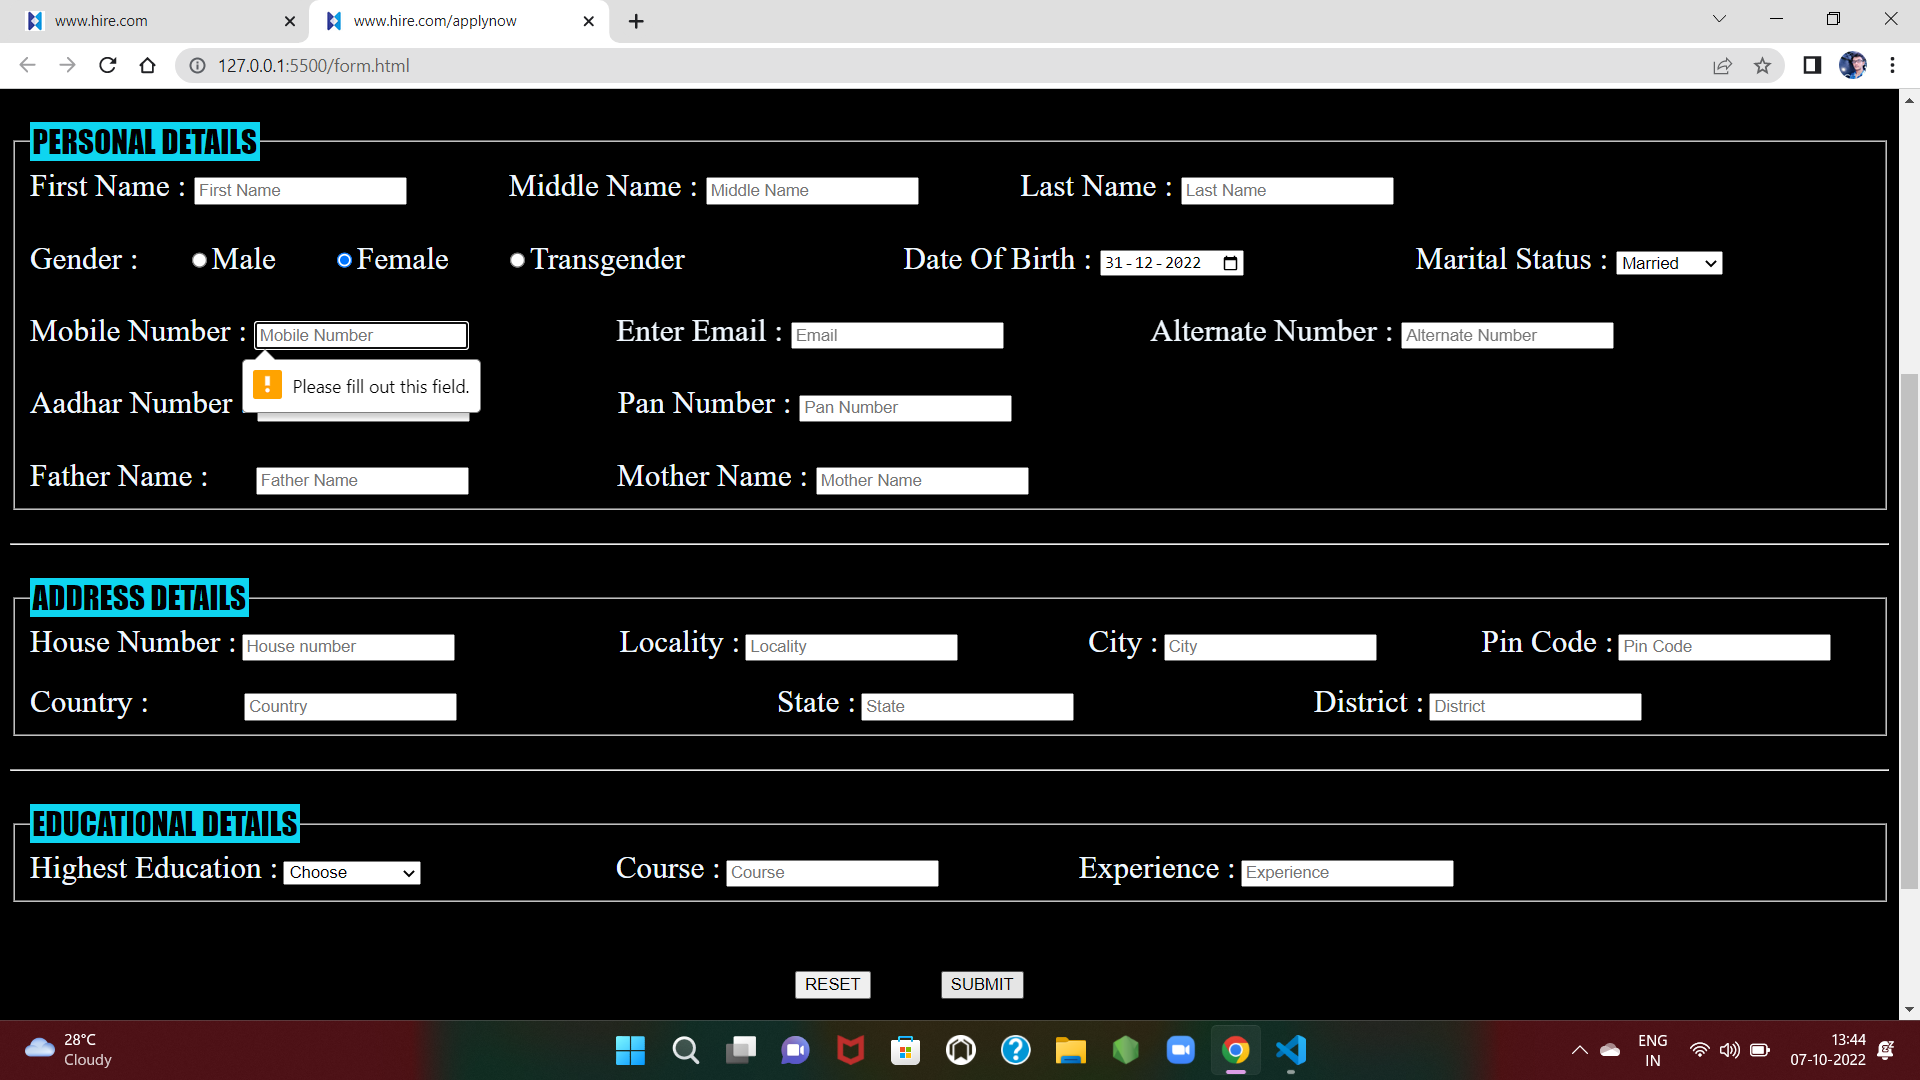 www.hire.com
www.hire.com/applynow
127.0.0.1:5500/form.html
PERSONAL DETAILS
First Name : First Name Middle Name : Middle Name Last Name : Last Name
Gender : Male Female Transgender Date Of Birth : 31-12-2022 Marital Status : Married
Mobile Number : Mobile Number Enter Email : Email Alternate Number : Alternate Number
Please fill out this field.
Aadhar Number Pan Number : Pan Number
Father Name : Father Name Mother Name : Mother Name
ADDRESS DETAILS
House Number : House number Locality : Locality City : City Pin Code : Pin Code
Country : Country State : State District : District
EDUCATIONAL DETAILS
Highest Education : Choose Course : Course Experience : Experience
RESET SUBMIT
28°C
Cloudy
ENG
IN
13:44
07-10-2022